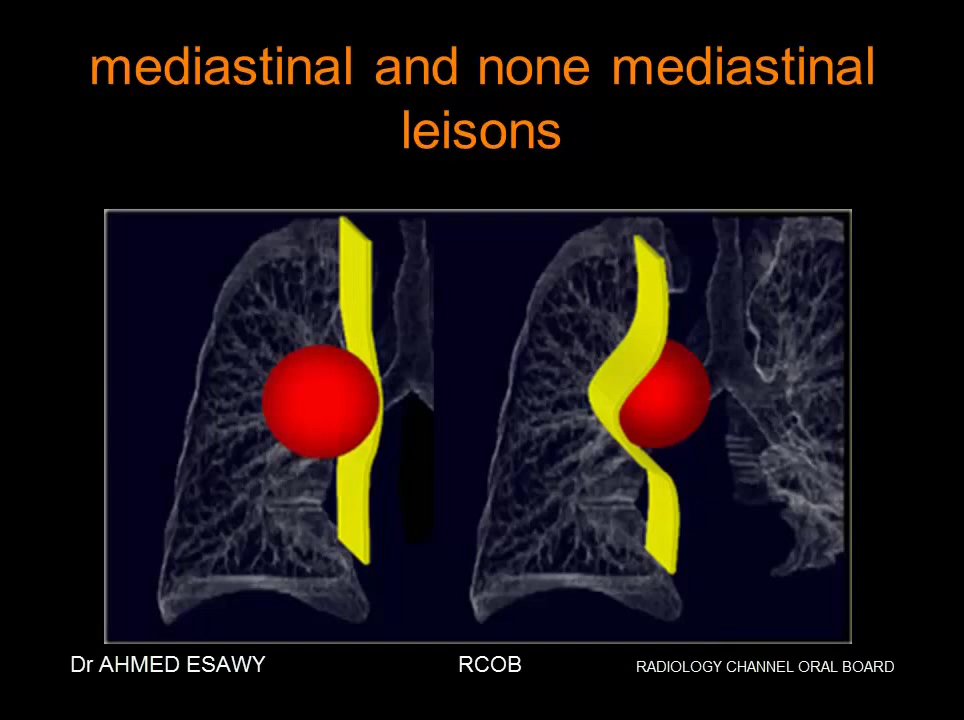 mediastinal and none mediastinal
leisons
Dr AHMED ESAWY RCOB RADIOLOGY CHANNEL ORAL BOARD